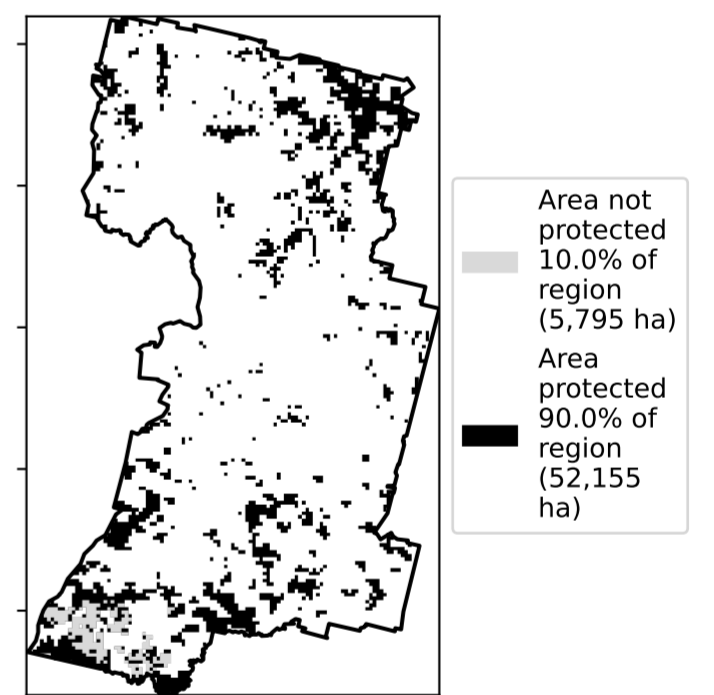 Area not
protected
10.0% of
region
(5,795 ha)
Area
protected
90.0% of
region
(52,155
ha)